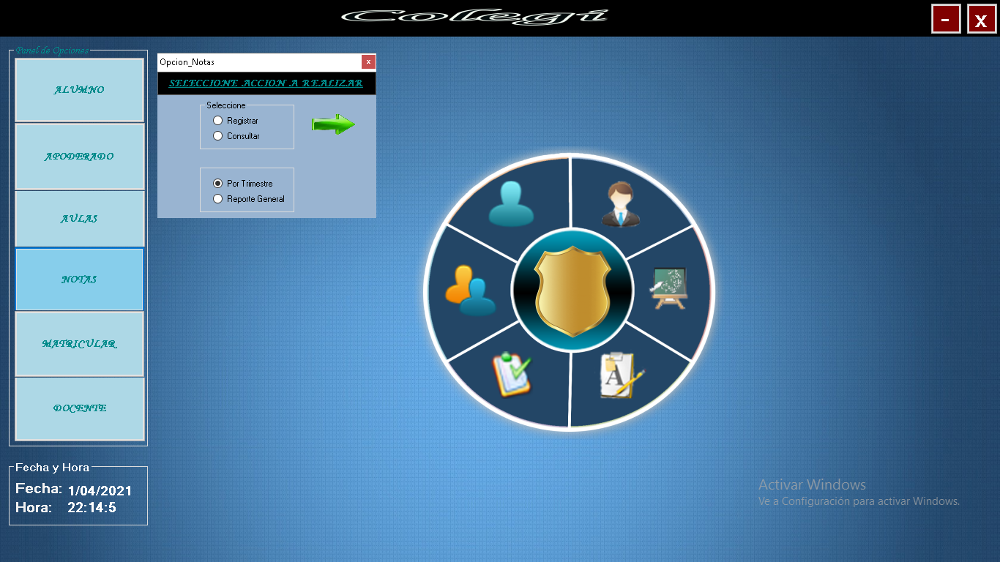 Colegi
-
x
Panel de Opciones
ALUMNO
APODERADO
AULAS
NOTAS
MATRICULAR
DOCENTE
Opcion_Notas
x
SELECCIONE ACCION A REALIZAR
Seleccione
Registrar
Consultar
Por Trimestre
Reporte General
A
Fecha y Hora
Fecha: 1/04/2021
Hora: 22:14:5
Activar Windows
Ve a Configuración para activar Windows.